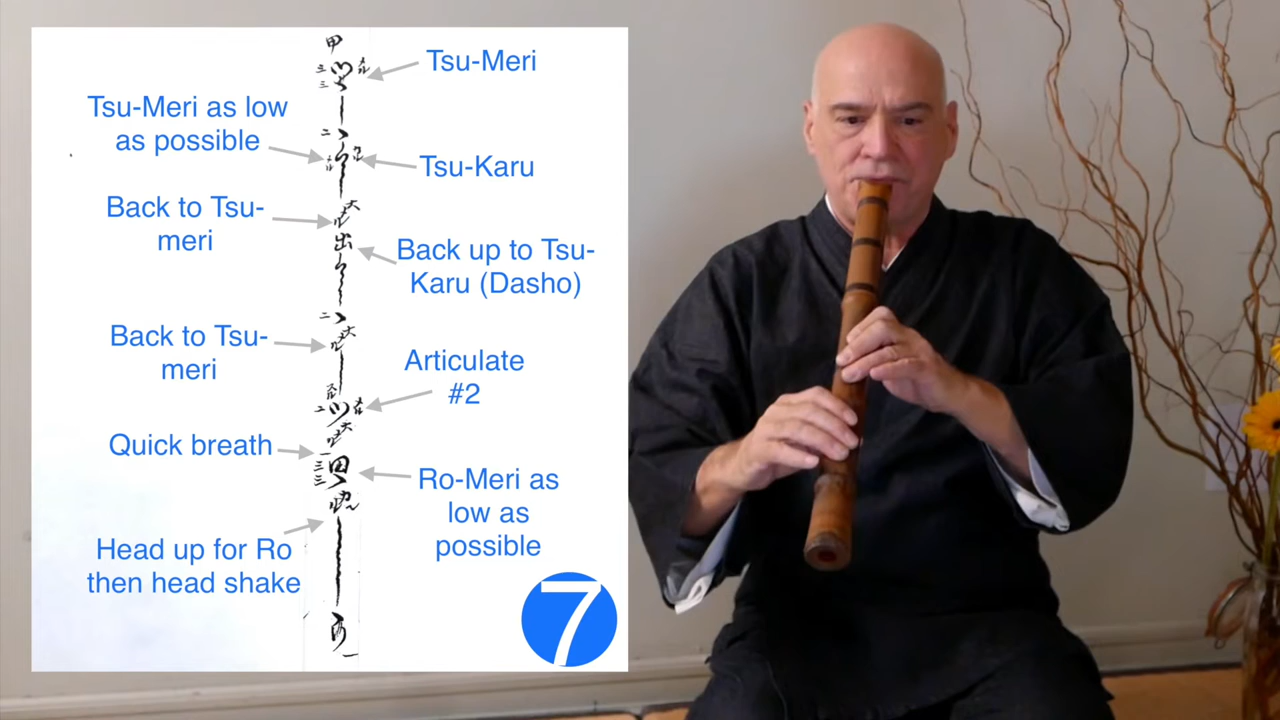 甲
Tsu-Meri
Tsu-Meri as low
as possible
Tsu-Karu
Back to Tsu-
meri
出
Back up to Tsu-
Karu (Dasho)
Back to Tsu-
meri
Articulate
#2
Quick breath
Ro-Meri as
low as
possible
Head up for Ro
then head shake
7